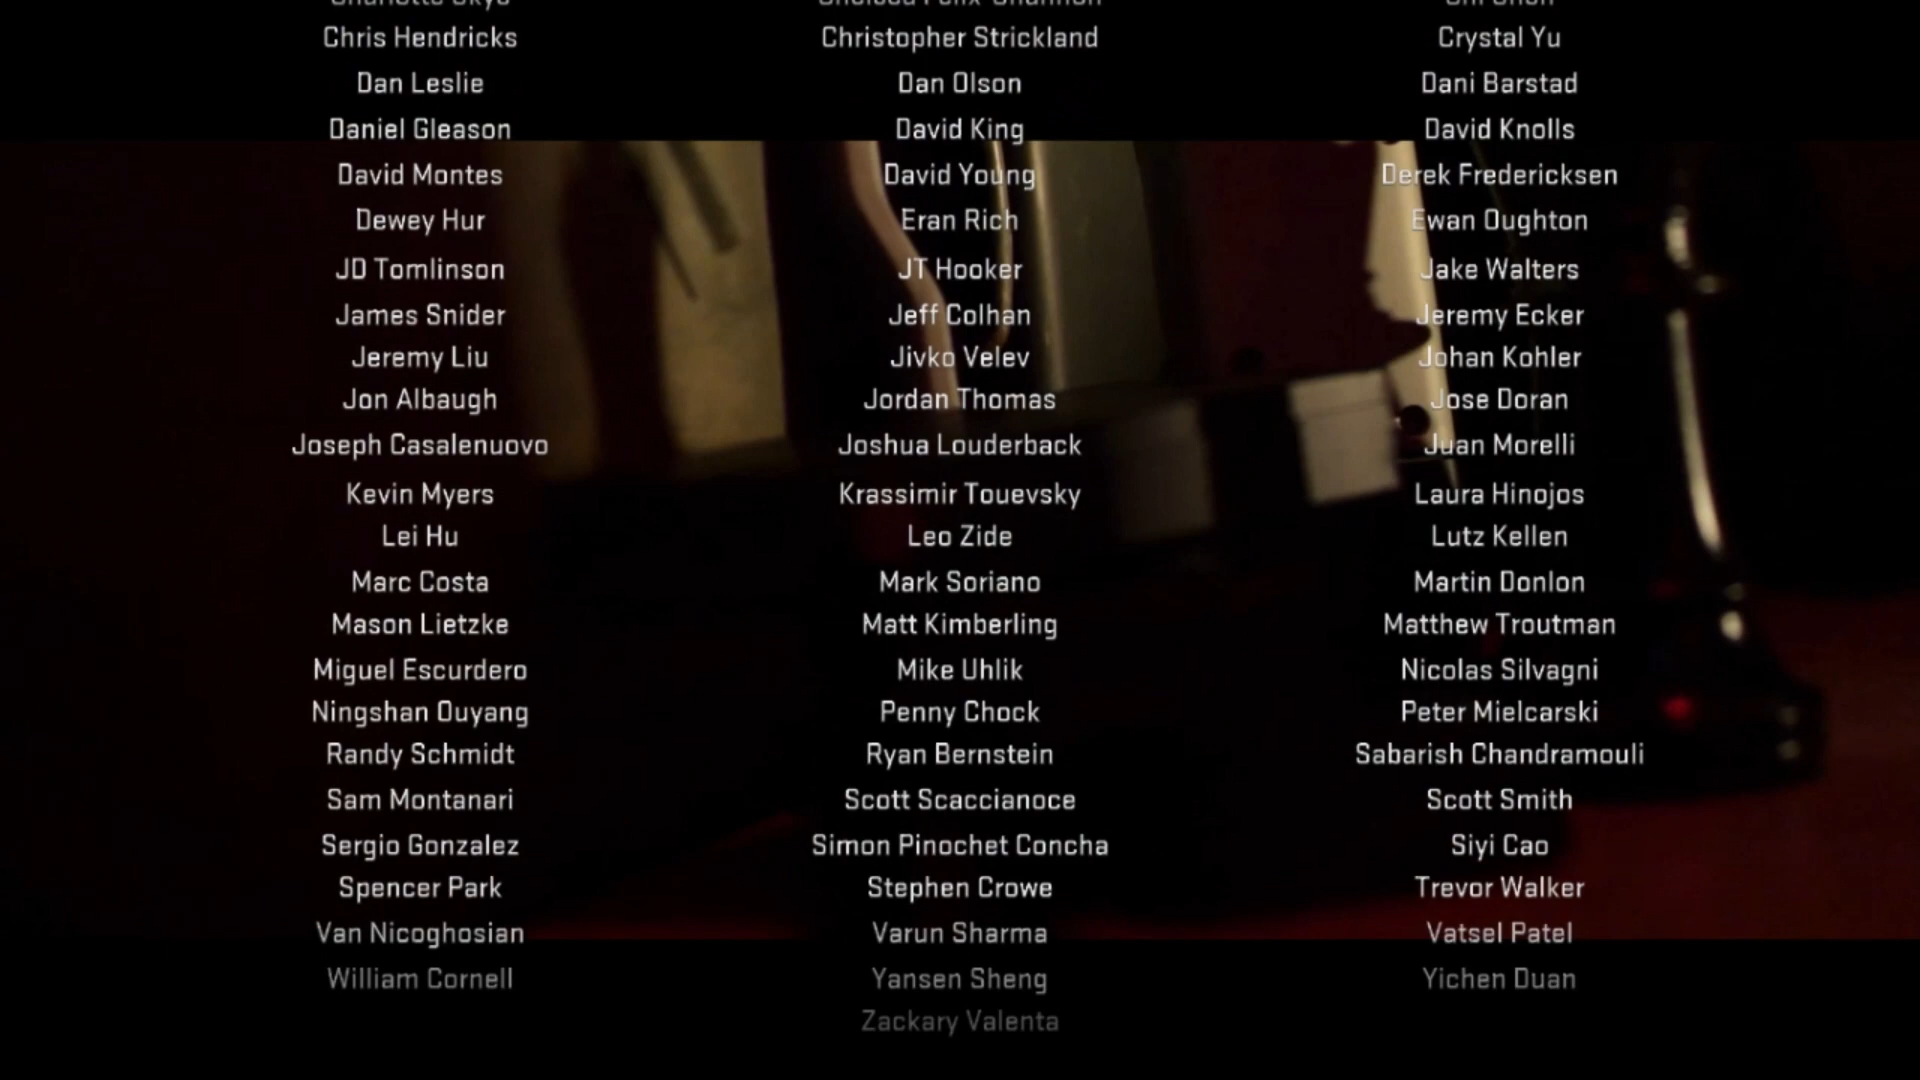 Chris Hendricks Christopher Strickland Crystal Yu
Dan Leslie Dan Olson Dani Barstad
Daniel Gleason David King David Knolls
David Montes David Young Derek Fredericksen
Dewey Hur Eran Rich Ewan Oughton
JD Tomlinson JT Hooker Jake Walters
James Snider Jeff Colhan Jeremy Ecker
Jeremy Liu Jivko Velev Johan Kohler
Jon Albaugh Jordan Thomas Jose Doran
Joseph Casalenuovo Joshua Louderback Juan Morelli
Kevin Myers Krassimir Touevsky Laura Hinojos
Lei Hu Leo Zide Lutz Kellen
Marc Costa Mark Soriano Martin Donlon
Mason Lietzke Matt Kimberling Matthew Troutman
Miguel Escurdero Mike Uhlik Nicolas Silvagni
Ningshan Ouyang Penny Chock Peter Mielcarski
Randy Schmidt Ryan Bernstein Sabarish Chandramouli
Sam Montanari Scott Scaccianoce Scott Smith
Sergio Gonzalez Simon Pinochet Concha Siyi Cao
Spencer Park Stephen Crowe Trevor Walker
Van Nicoghosian Varun Sharma Vatsel Patel
William Cornell Yansen Sheng Yichen Duan
Zackary Valenta